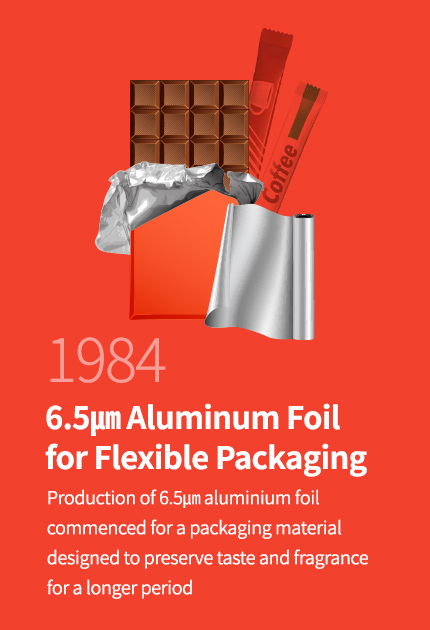 Coffee
1984
6.5㎛ Aluminum Foil
for Flexible Packaging
Production of 6.5㎛ aluminium foil
commenced for a packaging material
designed to preserve taste and fragrance
for a longer period